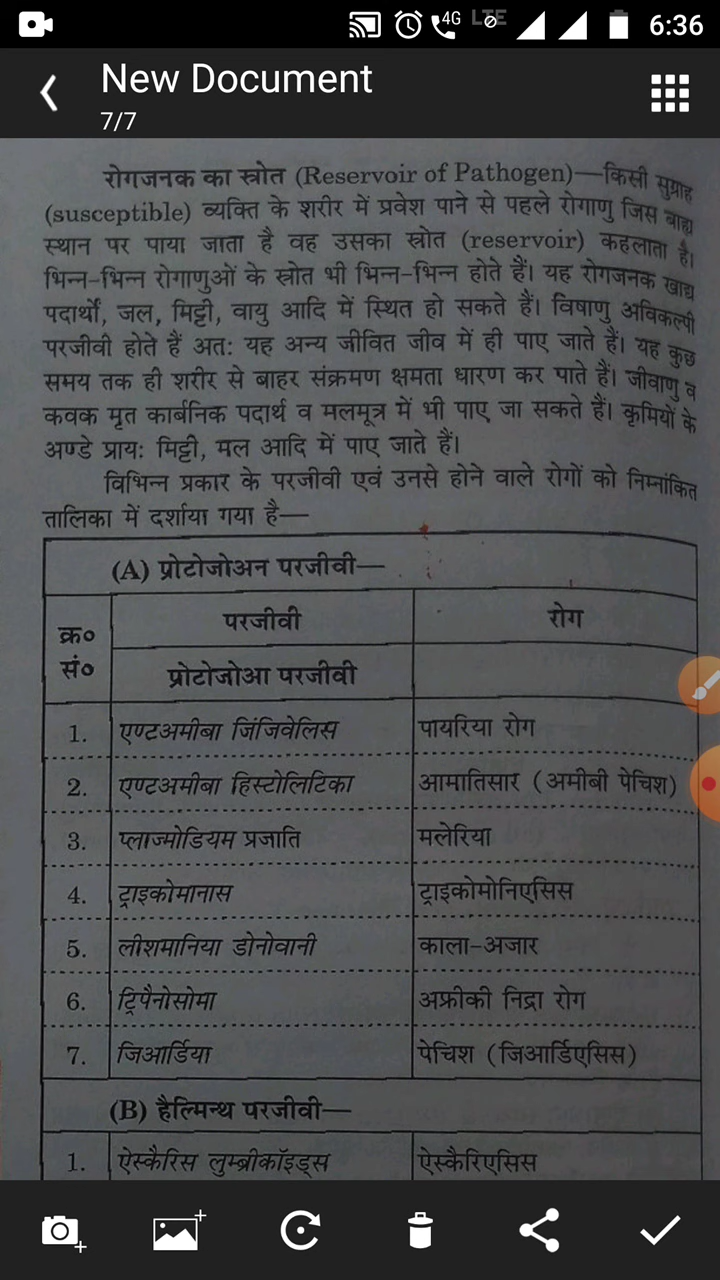 4G LTE 6:36
New Document
7/7
रोगजनक का स्रोत (Reservoir of Pathogen)—किसी सुग्राह
(susceptible) व्यक्ति के शरीर में प्रवेश पाने से पहले रोगाणु जिस बाह्य
स्थान पर पाया जाता है वह उसका स्रोत (reservoir) कहलाता है।
भिन्न-भिन्न रोगाणुओं के स्रोत भी भिन्न-भिन्न होते हैं। यह रोगजनक खाद्य
पदार्थों, जल, मिट्टी, वायु आदि में स्थित हो सकते हैं। विषाणु अविकल्पी
परजीवी होते हैं अत: यह अन्य जीवित जीव में ही पाए जाते हैं। यह कुछ
समय तक ही शरीर से बाहर संक्रमण क्षमता धारण कर पाते हैं। जीवाणु व
कवक मृत कार्बनिक पदार्थ व मलमूत्र में भी पाए जा सकते हैं। कृमियों के
अण्डे प्राय: मिट्टी, मल आदि में पाए जाते हैं।
विभिन्न प्रकार के परजीवी एवं उनसे होने वाले रोगों को निम्नांकित
तालिका में दर्शाया गया है—
(A) प्रोटोजोअन परजीवी—
क्र० सं० परजीवी रोग
प्रोटोजोआ परजीवी
1. एण्टअमीबा जिंजिवेलिस पायरिया रोग
2. एण्टअमीबा हिस्टोलिटिका आमातिसार (अमीबी पेचिश)
3. प्लाज्मोडियम प्रजाति मलेरिया
4. ट्राइकोमानास ट्राइकोमोनिएसिस
5. लीशमानिया डोनोवानी काला-अजार
6. ट्रिपैनोसोमा अफ्रीकी निद्रा रोग
7. जिआर्डिया पेचिश (जिआर्डिएसिस)
(B) हैल्मिन्थ परजीवी—
1. ऐस्कैरिस लुम्ब्रीकॉइड्स ऐस्कैरिएसिस